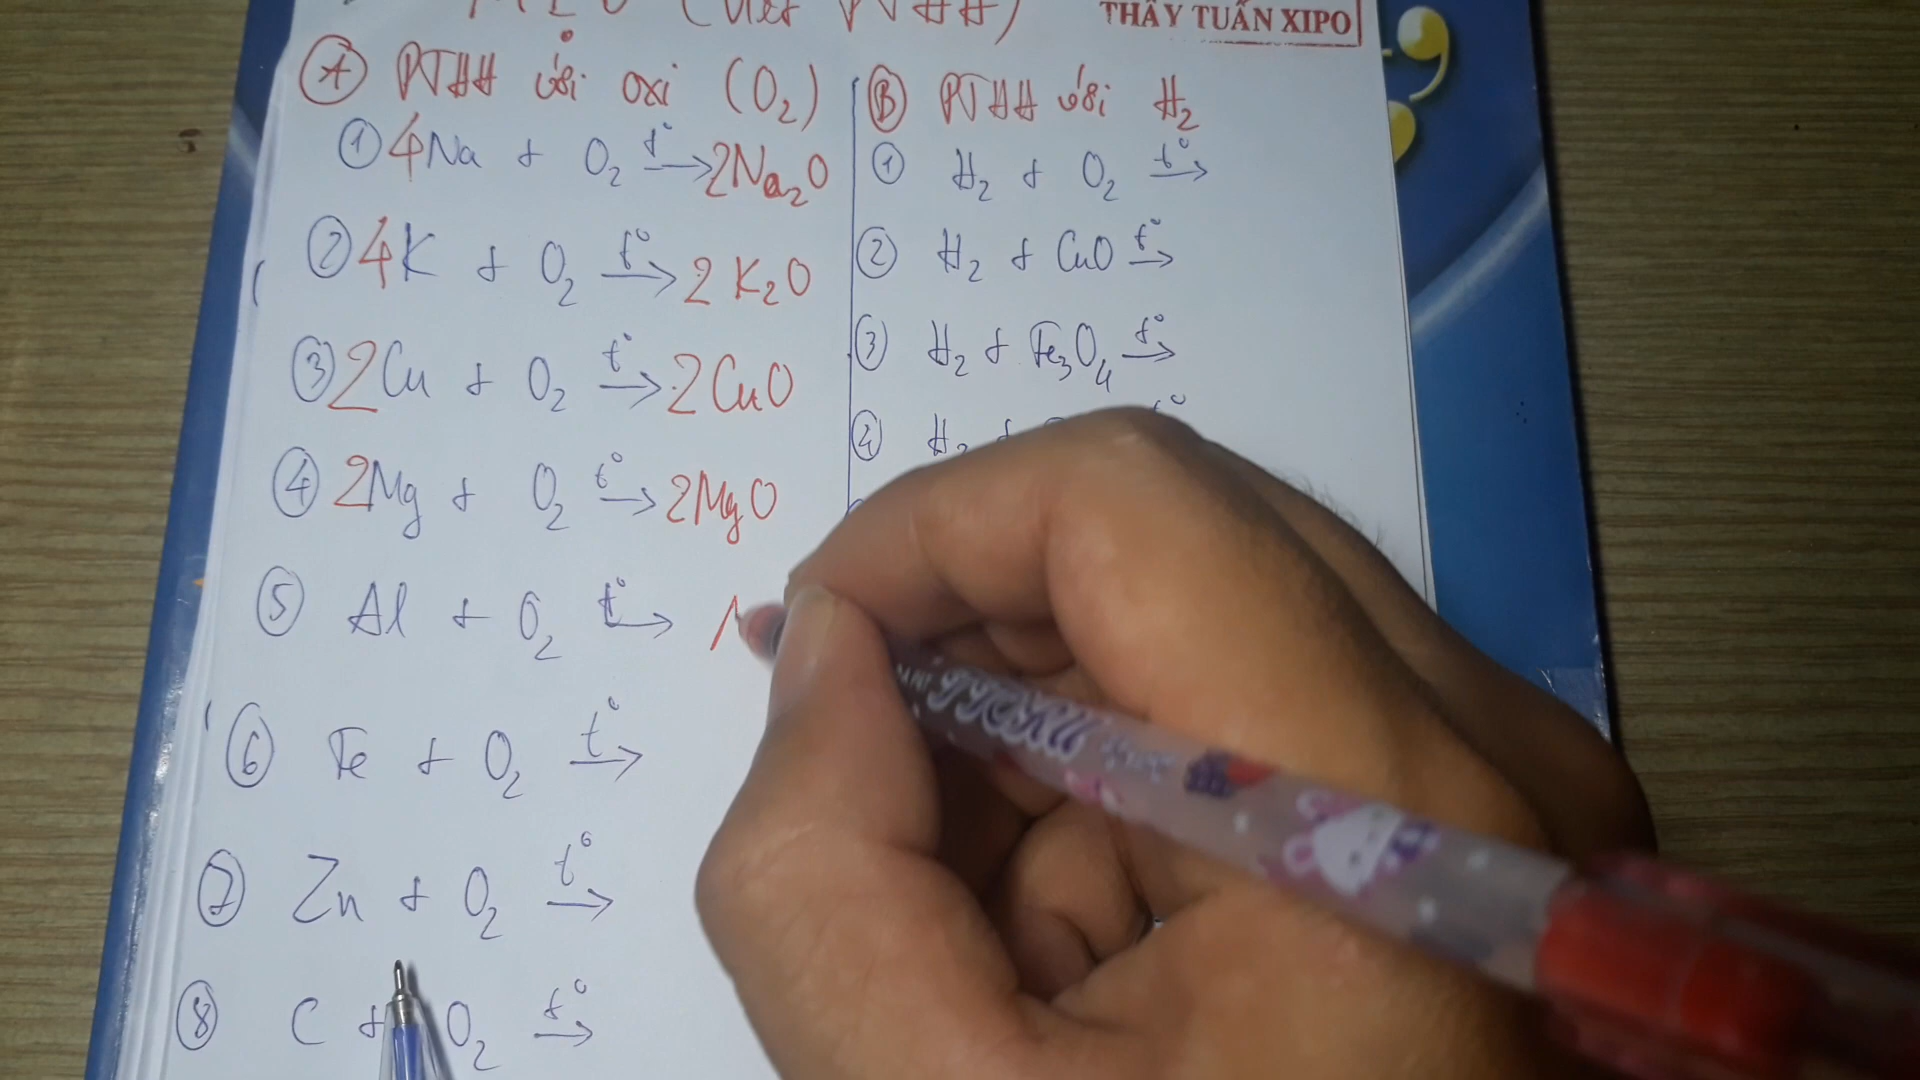 THẦY TUẤN XIPO
Ⓐ PTHH với oxi (O₂)
① 4Na + O₂ t°→ 2Na₂O
② 4K + O₂ t°→ 2K₂O
③ 2Cu + O₂ t°→ 2CuO
④ 2Mg + O₂ t°→ 2MgO
⑤ Al + O₂ t°→
⑥ Fe + O₂ t°→
⑦ Zn + O₂ t°→
⑧ C + O₂ t°→
Ⓑ PTHH với H₂
① H₂ + O₂ t°→
② H₂ + CuO t°→
③ H₂ + Fe₃O₄ t°→
④ H₂ +